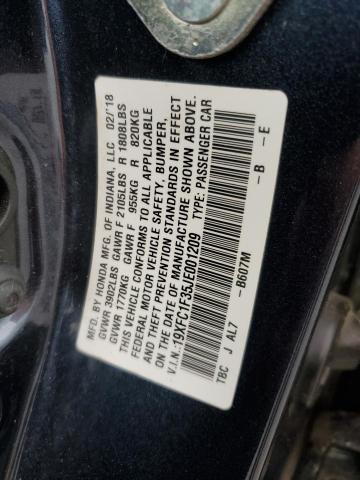 MFD. BY HONDA MFG. OF INDIANA, LLC 02/'18
GVWR 3902LBS GAWR F 2105LBS R 1808LBS
GVWR 1770KG GAWR F 955KG R 820KG
THIS VEHICLE CONFORMS TO ALL APPLICABLE
FEDERAL MOTOR VEHICLE SAFETY, BUMPER,
AND THEFT PREVENTION STANDARDS IN EFFECT
ON THE DATE OF MANUFACTURE SHOWN ABOVE.
V.I.N.:19XFC1F35JE001209 TYPE: PASSENGER CAR
TBC J AL7 -B607M -B -E